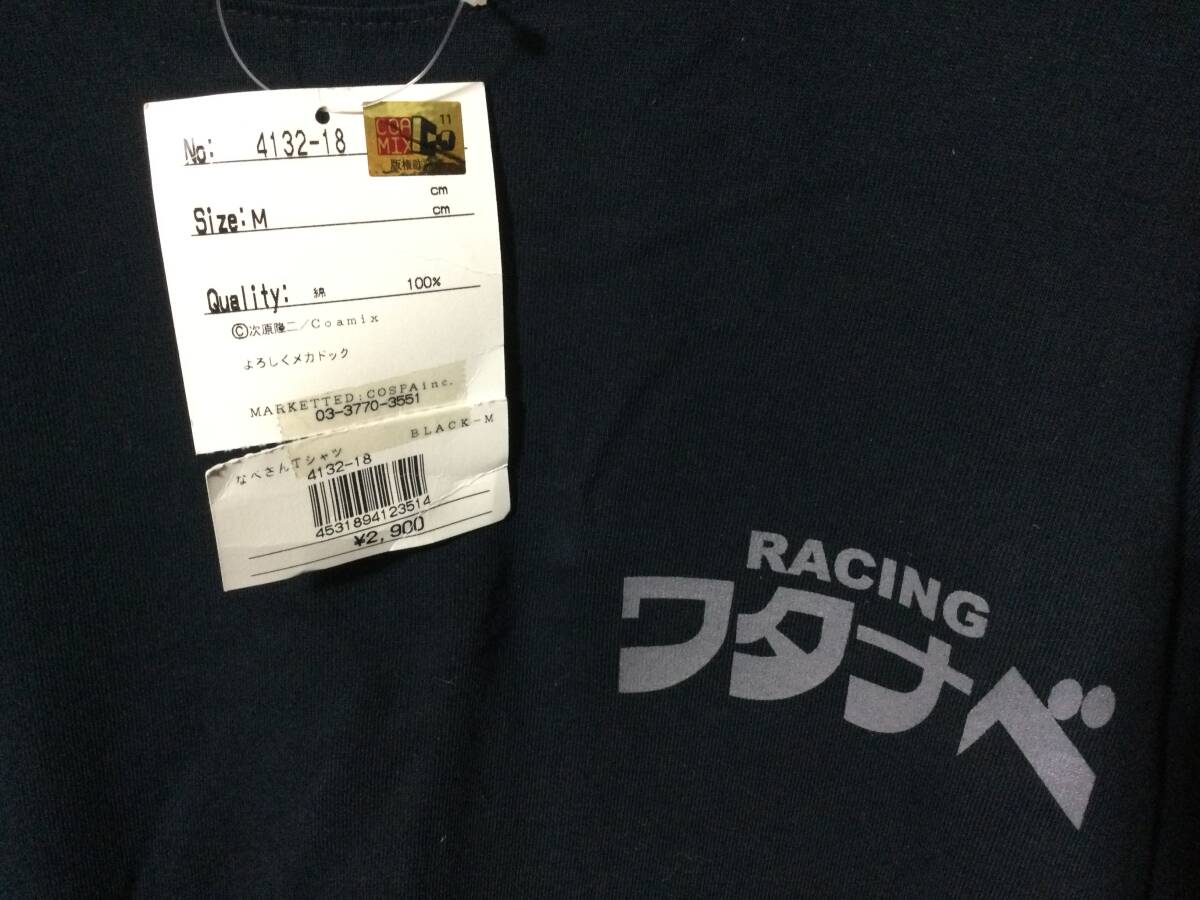 No: 4132-18
COA
MIX
11
版権
cm
Size: M cm
Quality: 綿 100%
©次原隆二/Coamix
よろしくメカドック
MARKETTED:COSPAinc.
03-3770-3551
BLACK-M
なべさんTシャツ
4132-18
4531894123514
¥2,900
RACING
ワタナベ